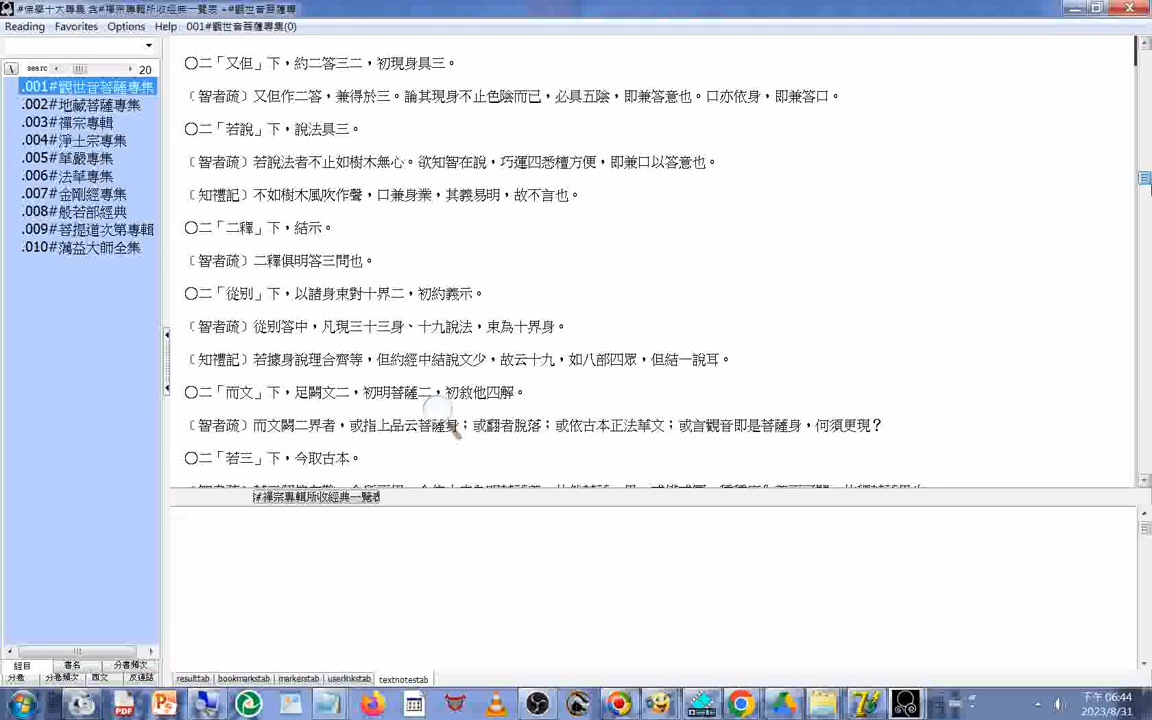 #佛學十大專集 含#禪宗專輯所收經典一覽表 -#觀世音菩薩專
Reading Favorites Options Help 001#觀世音菩薩專集(0)
searc 20
.001#觀世音菩薩專集
.002#地藏菩薩專集
.003#禪宗專輯
.004#淨土宗專集
.005#華嚴專集
.006#法華專集
.007#金剛經專集
.008#般若部經典
.009#菩提道次第專輯
.010#蕅益大師全集
經目 書名 分書頻次
分卷 分卷頻次 西文 反連結
〇二「又但」下，約二答三二，初現身具三。
〔智者疏〕又但作二答，兼得於三。論其現身不止色陰而已，必具五陰，即兼答意也。口亦依身，即兼答口。
〇二「若說」下，說法具三。
〔智者疏〕若說法者不止如樹木無心。欲知智在說，巧運四悉檀方便，即兼口以答意也。
〔知禮記〕不如樹木風吹作聲，口兼身業，其義易明，故不言也。
〇二「二釋」下，結示。
〔智者疏〕二釋俱明答三問也。
〇二「從別」下，以諸身束對十界二，初約義示。
〔智者疏〕從別答中，凡現三十三身、十九說法，束為十界身。
〔知禮記〕若據身說理合齊等，但約經中結說文少，故云十九，如八部四眾，但結一說耳。
〇二「而文」下，足闕文二，初明菩薩二，初敘他四解。
〔智者疏〕而文闕二界者，或指上品云菩薩身；或翻者脫落；或依古本正法華文；或言觀音即是菩薩身，何須更現？
〇二「若三」下，今取古本。
#禪宗專輯所收經典一覽表
resulttab bookmarkstab markerstab userlinkstab textnotestab
下午 06:44
2023/8/31